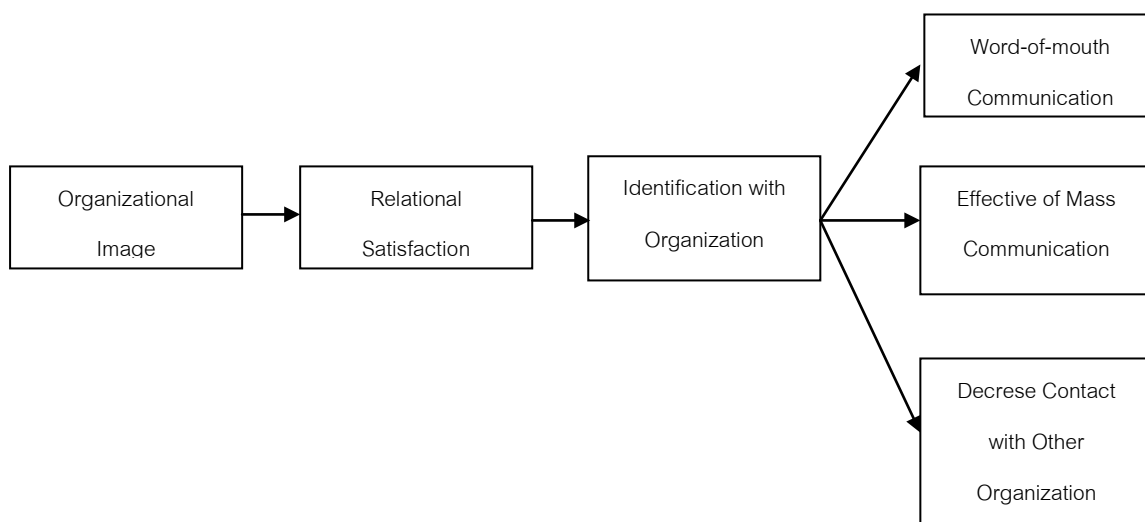 Organizational
Image
Relational
Satisfaction
Identification with
Organization
Word-of-mouth
Communication
Effective of Mass
Communication
Decrese Contact
with Other
Organization